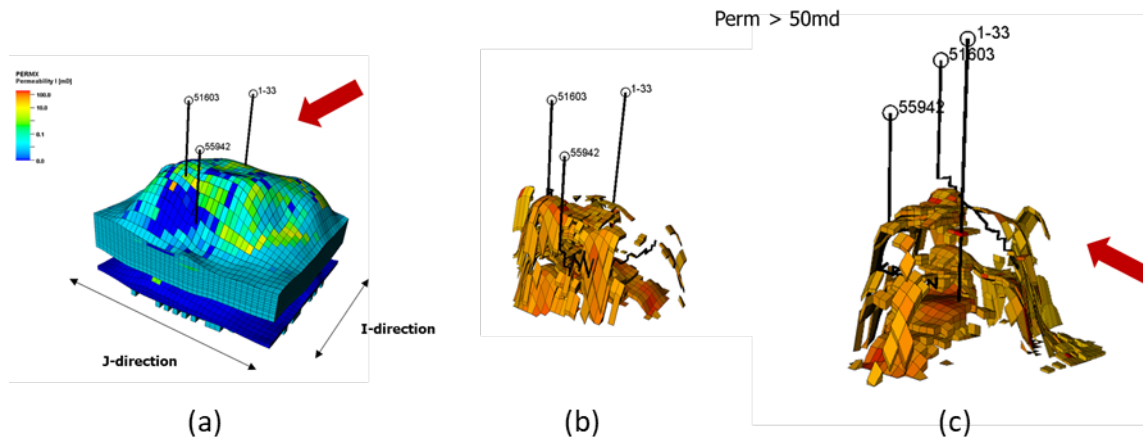 Perm > 50md
PERMX
Permeability I [mD]
100.0
10.0
0.1
0.0
51603
1-33
55942
I-direction
J-direction
(a)
51603
1-33
55942
(b)
1-33
51603
55942
(c)